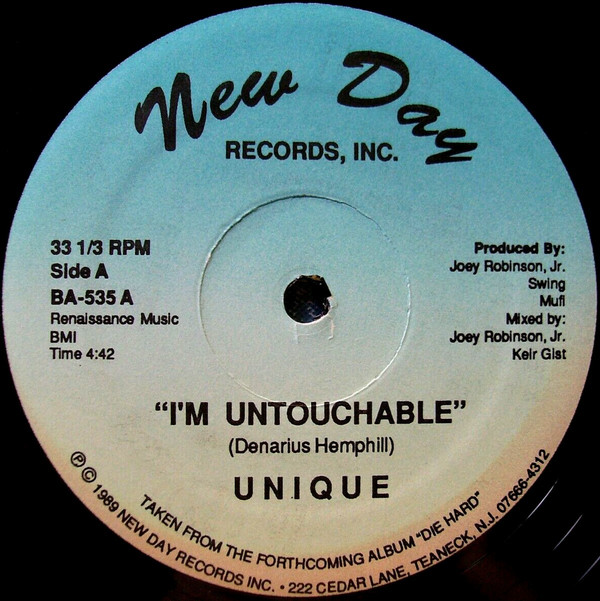 New Day
RECORDS, INC.
33 1/3 RPM
Side A
BA-535 A
Renaissance Music
BMI
Time 4:42
Produced By:
Joey Robinson, Jr.
Swing
Mufi
Mixed by:
Joey Robinson, Jr.
Keir Gist
"I'M UNTOUCHABLE"
(Denarius Hemphill)
UNIQUE
TAKEN FROM THE FORTHCOMING ALBUM "DIE HARD"
℗ © 1989 NEW DAY RECORDS INC. • 222 CEDAR LANE, TEANECK, N.J. 07666-4312